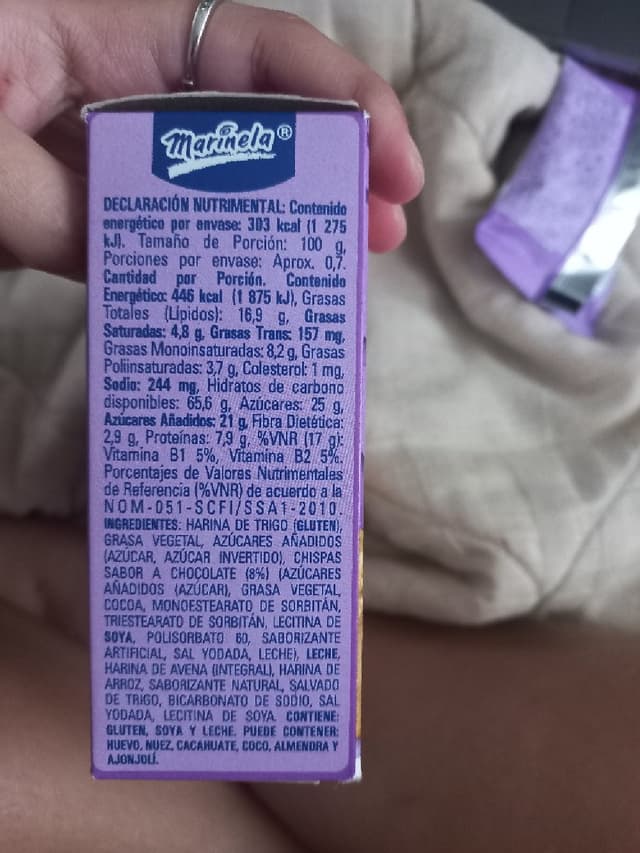 Marinela®
DECLARACIÓN NUTRIMENTAL: Contenido
energético por envase: 303 kcal (1 275
kJ). Tamaño de Porción: 100 g,
Porciones por envase: Aprox. 0,7.
Cantidad por Porción. Contenido
Energético: 446 kcal (1 875 kJ), Grasas
Totales (Lípidos): 16,9 g, Grasas
Saturadas: 4,8 g, Grasas Trans: 157 mg,
Grasas Monoinsaturadas: 8,2 g, Grasas
Poliinsaturadas: 3,7 g, Colesterol: 1 mg,
Sodio: 244 mg, Hidratos de carbono
disponibles: 65,6 g, Azúcares: 25 g,
Azúcares Añadidos: 21 g, Fibra Dietética:
2,9 g, Proteínas: 7,9 g, %VNR (17 g):
Vitamina B1 5%, Vitamina B2 5%.
Porcentajes de Valores Nutrimentales
de Referencia (%VNR) de acuerdo a la
NOM-051-SCFI/SSA1-2010.
INGREDIENTES: HARINA DE TRIGO (GLUTEN),
GRASA VEGETAL, AZÚCARES AÑADIDOS
(AZÚCAR, AZÚCAR INVERTIDO), CHISPAS
SABOR A CHOCOLATE (8%) (AZÚCARES
AÑADIDOS (AZÚCAR), GRASA VEGETAL,
COCOA, MONOESTEARATO DE SORBITÁN,
TRIESTEARATO DE SORBITÁN, LECITINA DE
SOYA, POLISORBATO 60, SABORIZANTE
ARTIFICIAL, SAL YODADA, LECHE), LECHE,
HARINA DE AVENA (INTEGRAL), HARINA DE
ARROZ, SABORIZANTE NATURAL, SALVADO
DE TRIGO, BICARBONATO DE SODIO, SAL
YODADA, LECITINA DE SOYA. CONTIENE:
GLUTEN, SOYA Y LECHE. PUEDE CONTENER:
HUEVO, NUEZ, CACAHUATE, COCO, ALMENDRA Y
AJONJOLÍ.